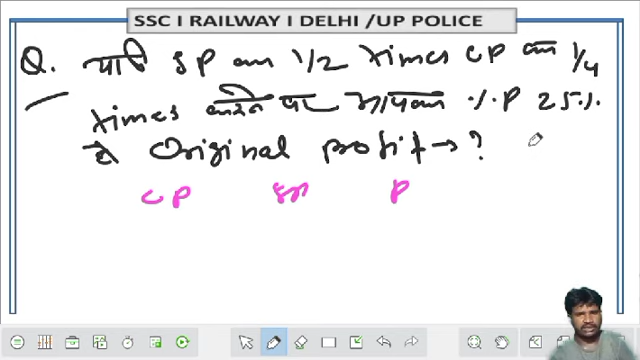 SSC I RAILWAY I DELHI /UP POLICE
Q. यदि SP का 1/2 times CP का 1/4
times करने पर %P 25%
है Original profit → ?
CP SP P